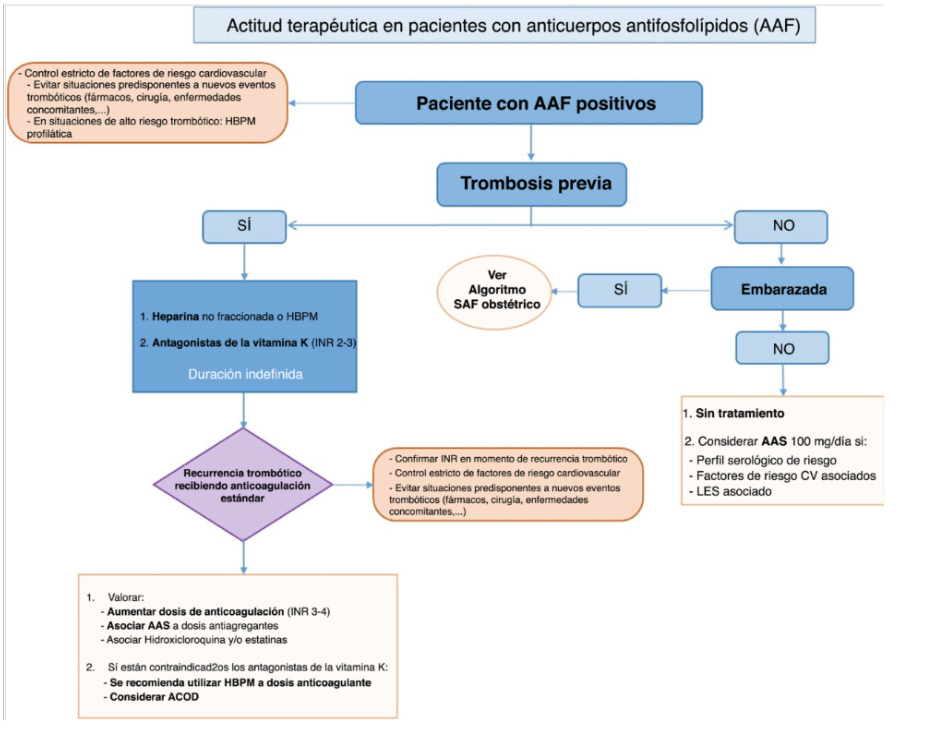 Actitud terapéutica en pacientes con anticuerpos antifosfolípidos (AAF)
- Control estricto de factores de riesgo cardiovascular
- Evitar situaciones predisponentes a nuevos eventos
trombóticos (fármacos, cirugía, enfermedades
concomitantes,...)
- En situaciones de alto riesgo trombótico: HBPM
profilática
Paciente con AAF positivos
Trombosis previa
SÍ
NO
Ver
Algoritmo
SAF obstétrico
SÍ
Embarazada
NO
1. Heparina no fraccionada o HBPM
2. Antagonistas de la vitamina K (INR 2-3)
Duración indefinida
1. Sin tratamiento
2. Considerar AAS 100 mg/día si:
- Perfil serológico de riesgo
- Factores de riesgo CV asociados
- LES asociado
Recurrencia trombótico
recibiendo anticoagulación
estándar
- Confirmar INR en momento de recurrencia trombótico
- Control estricto de factores de riesgo cardiovascular
- Evitar situaciones predisponentes a nuevos eventos
trombóticos (fármacos, cirugía, enfermedades
concomitantes,...)
1. Valorar:
- Aumentar dosis de anticoagulación (INR 3-4)
- Asociar AAS a dosis antiagregantes
- Asociar Hidroxicloroquina y/o estatinas
2. Sí están contraindicad2os los antagonistas de la vitamina K:
- Se recomienda utilizar HBPM a dosis anticoagulante
- Considerar ACOD